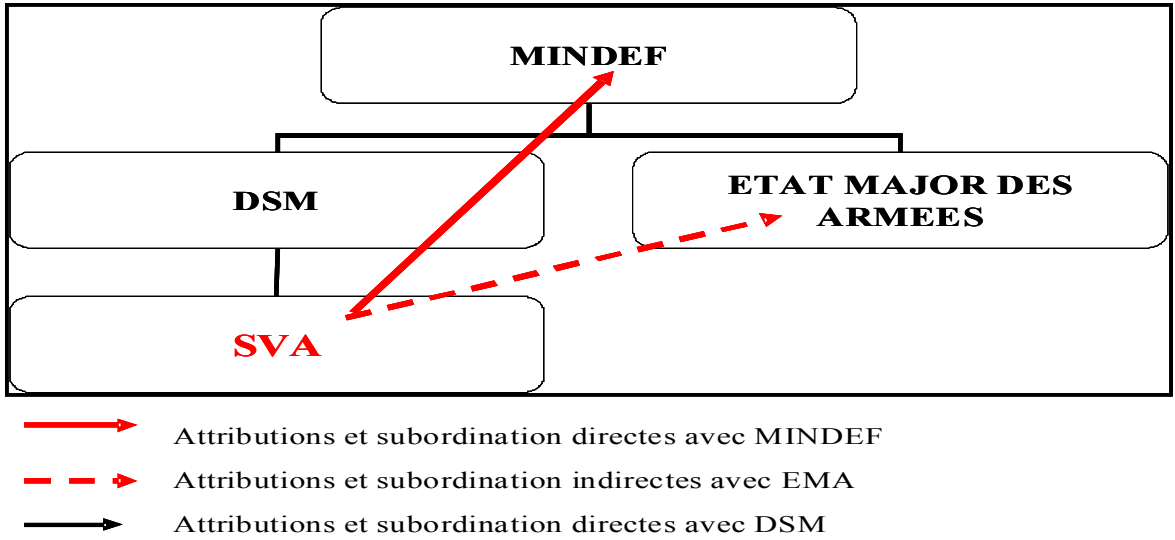 MINDEF
DSM
ETAT MAJOR DES
ARMEES
SVA
Attributions et subordination directes avec MINDEF
Attributions et subordination indirectes avec EMA
Attributions et subordination directes avec DSM